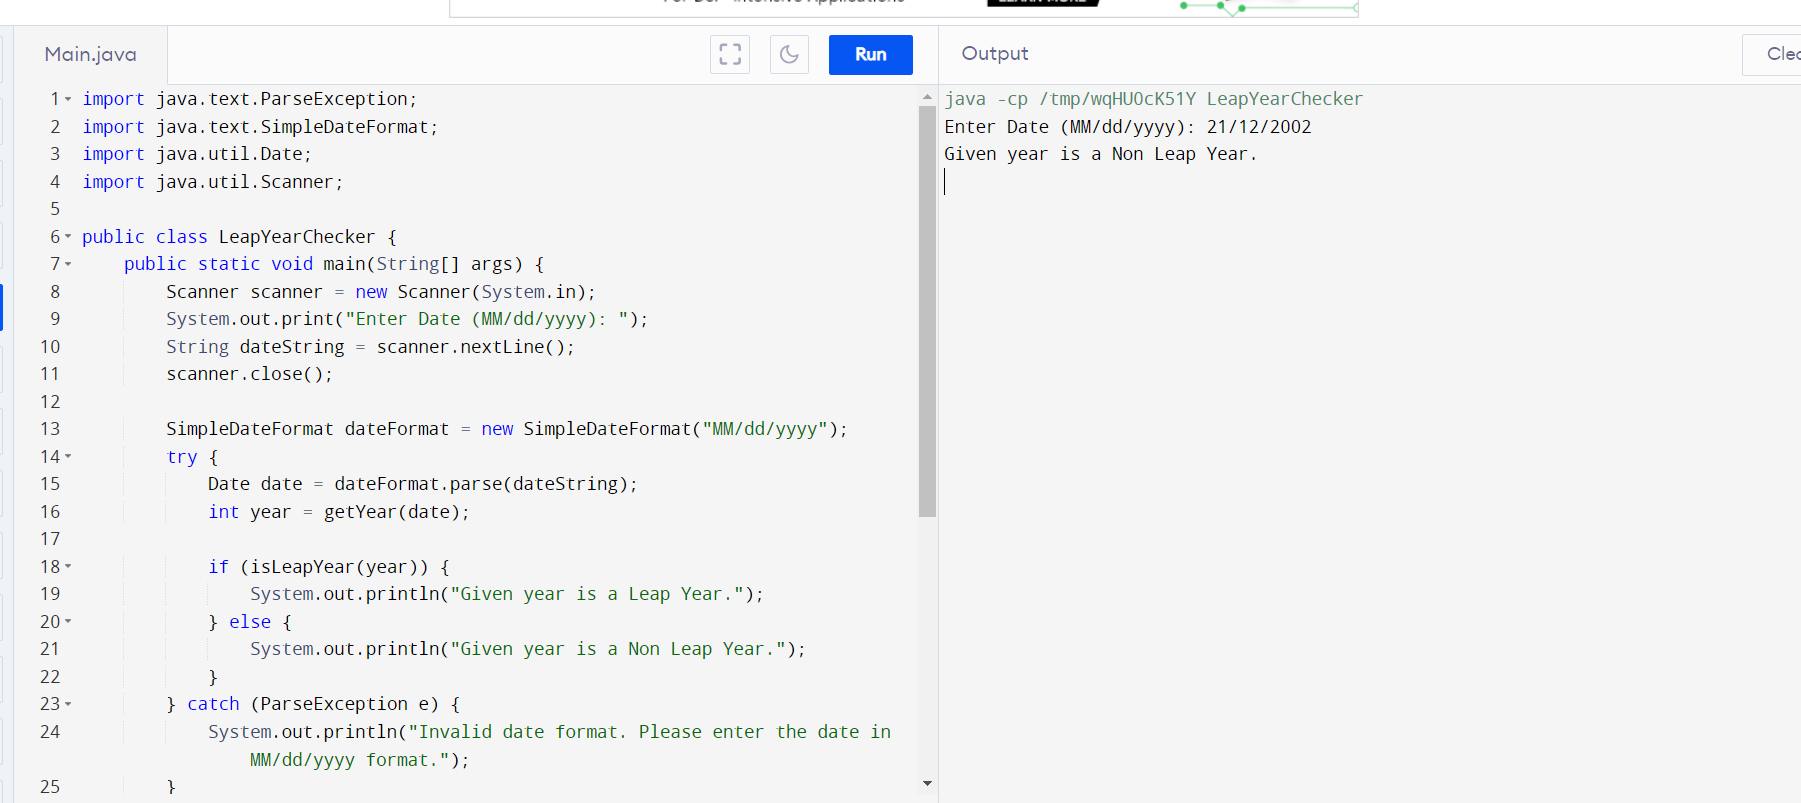 Main.java
Run
Output
1 import java.text.ParseException;
2 import java.text.SimpleDateFormat;
3 import java.util.Date;
4 import java.util.Scanner;
5
6 public class LeapYearChecker {
7 public static void main(String[] args) {
8 Scanner scanner = new Scanner(System.in);
9 System.out.print("Enter Date (MM/dd/yyyy): ");
10 String dateString = scanner.nextLine();
11 scanner.close();
12
13 SimpleDateFormat dateFormat = new SimpleDateFormat("MM/dd/yyyy");
14 try {
15 Date date = dateFormat.parse(dateString);
16 int year = getYear(date);
17
18 if (isLeapYear(year)) {
19 System.out.println("Given year is a Leap Year.");
20 } else {
21 System.out.println("Given year is a Non Leap Year.");
22 }
23 } catch (ParseException e) {
24 System.out.println("Invalid date format. Please enter the date in
MM/dd/yyyy format.");
25 }
java -cp /tmp/wqHUOcK51Y LeapYearChecker
Enter Date (MM/dd/yyyy): 21/12/2002
Given year is a Non Leap Year.